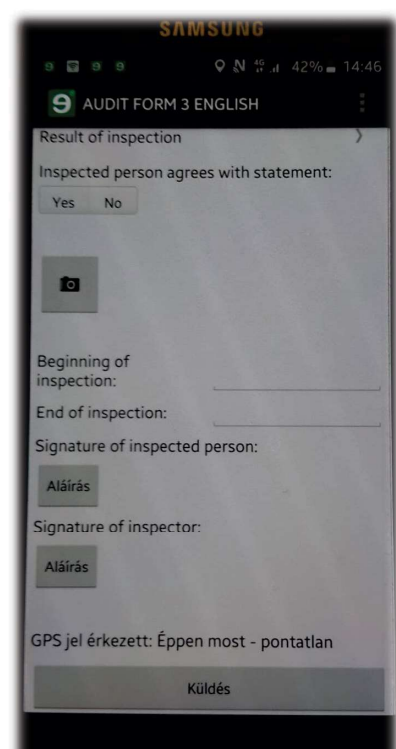 SAMSUNG
4G 42% 14:46
9 AUDIT FORM 3 ENGLISH
Result of inspection
Inspected person agrees with statement:
Yes No
Beginning of
inspection:
End of inspection:
Signature of inspected person:
Aláírás
Signature of inspector:
Aláírás
GPS jel érkezett: Éppen most - pontatlan
Küldés